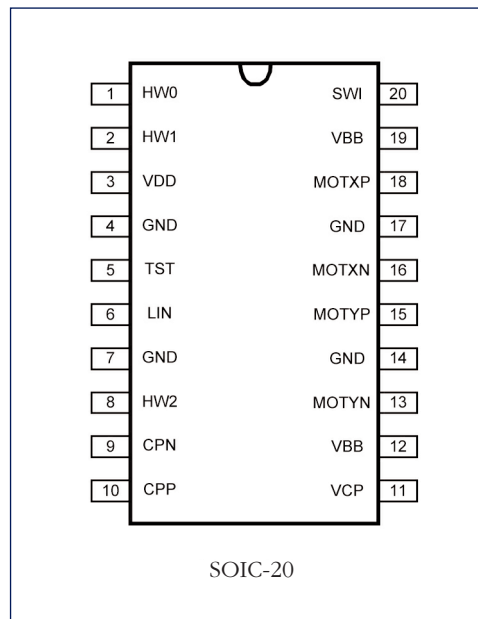 1 HW0 SWI 20
2 HW1 VBB 19
3 VDD MOTXP 18
4 GND GND 17
5 TST MOTXN 16
6 LIN MOTYP 15
7 GND GND 14
8 HW2 MOTYN 13
9 CPN VBB 12
10 CPP VCP 11
SOIC-20